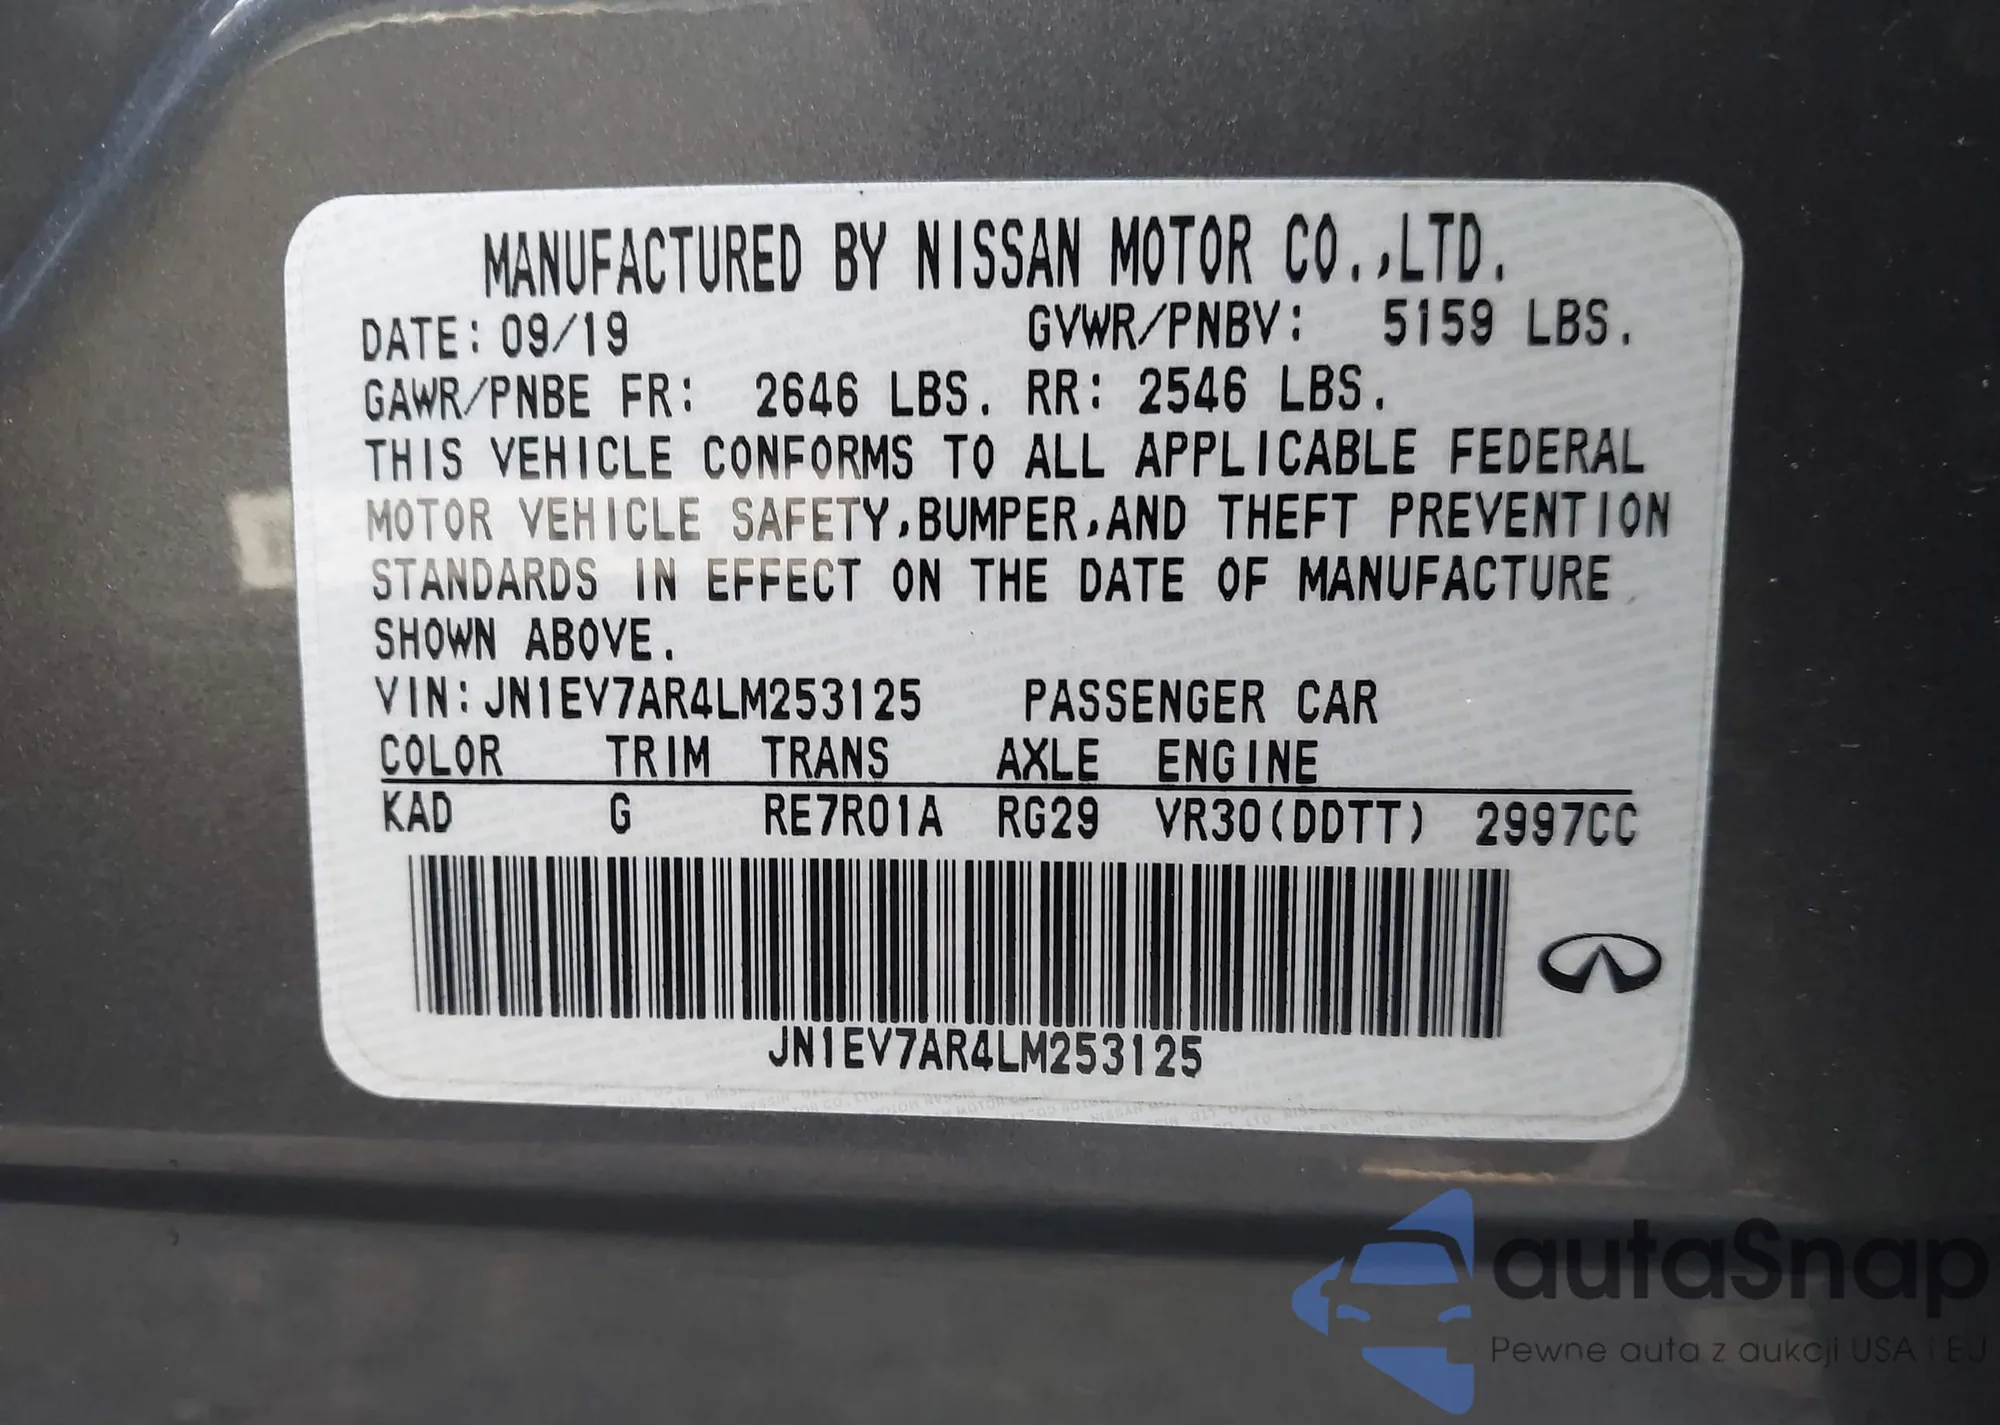 MANUFACTURED BY NISSAN MOTOR CO.,LTD.
DATE: 09/19 GVWR/PNBV: 5159 LBS.
GAWR/PNBE FR: 2646 LBS. RR: 2546 LBS.
THIS VEHICLE CONFORMS TO ALL APPLICABLE FEDERAL
MOTOR VEHICLE SAFETY,BUMPER,AND THEFT PREVENTION
STANDARDS IN EFFECT ON THE DATE OF MANUFACTURE
SHOWN ABOVE.
VIN:JN1EV7AR4LM253125 PASSENGER CAR
COLOR TRIM TRANS AXLE ENGINE
KAD G RE7R01A RG29 VR30(DDTT) 2997CC
JN1EV7AR4LM253125
autaSnap
Pewne auta z aukcji USA i EU